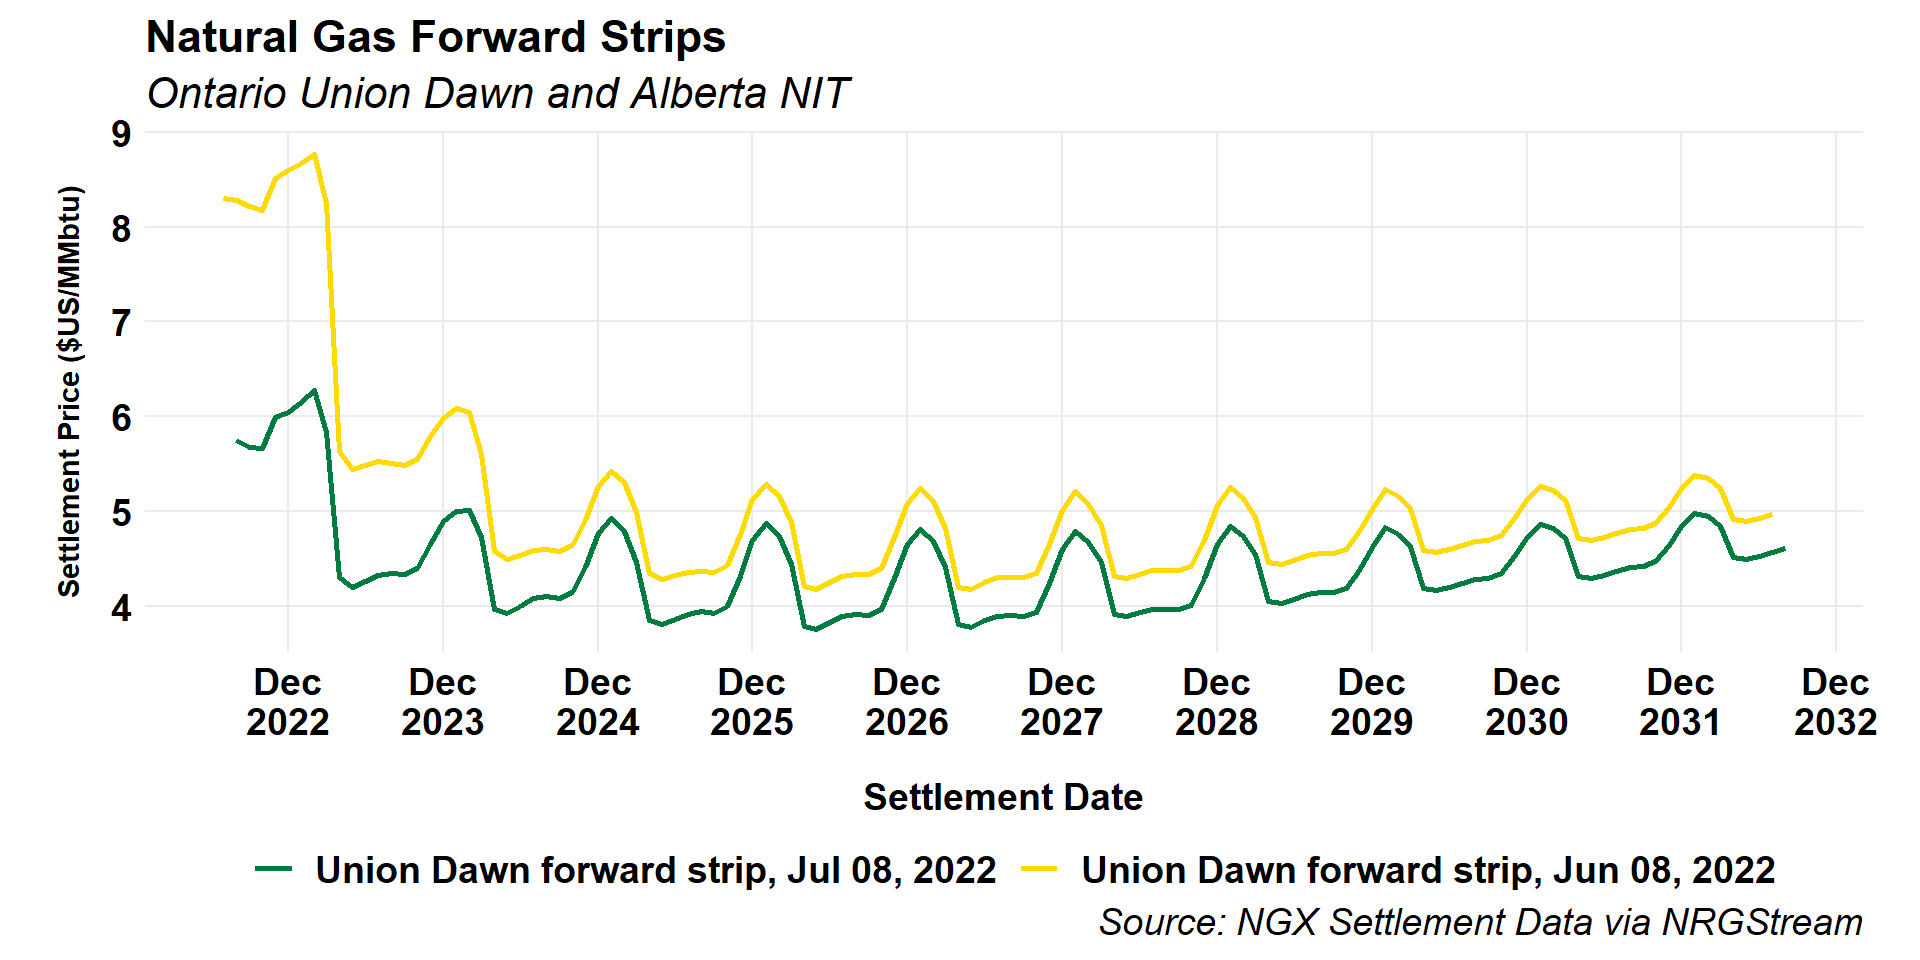 Natural Gas Forward Strips
Ontario Union Dawn and Alberta NIT
Settlement Price ($US/MMbtu)
9
8
7
6
5
4
Dec 2022
Dec 2023
Dec 2024
Dec 2025
Dec 2026
Dec 2027
Dec 2028
Dec 2029
Dec 2030
Dec 2031
Dec 2032
Settlement Date
Union Dawn forward strip, Jul 08, 2022
Union Dawn forward strip, Jun 08, 2022
Source: NGX Settlement Data via NRGStream